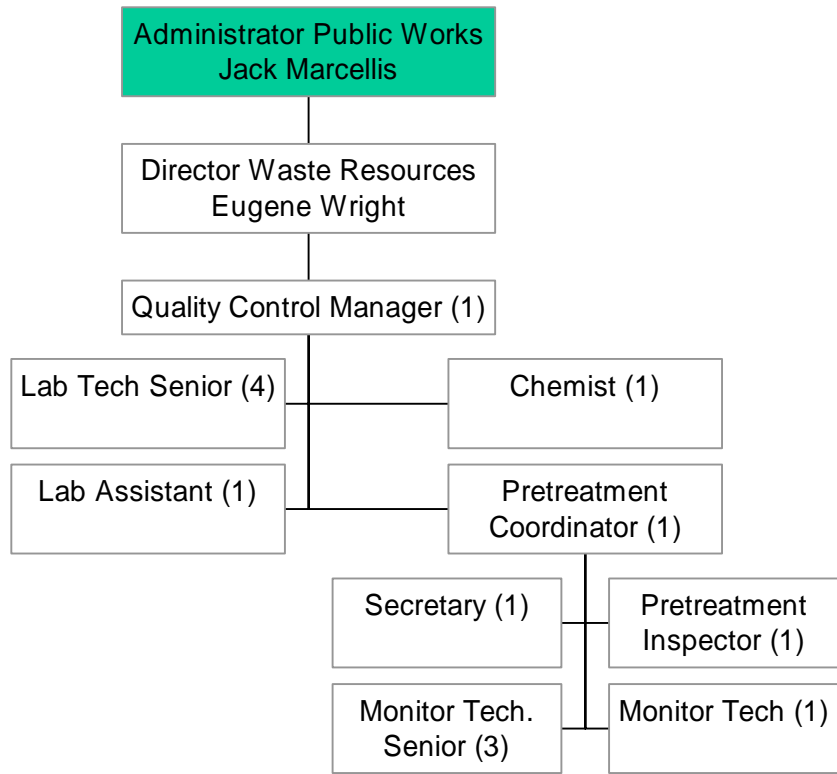 Administrator Public Works
Jack Marcellis
Director Waste Resources
Eugene Wright
Quality Control Manager (1)
Lab Tech Senior (4)
Chemist (1)
Lab Assistant (1)
Pretreatment
Coordinator (1)
Secretary (1)
Pretreatment
Inspector (1)
Monitor Tech.
Senior (3)
Monitor Tech (1)